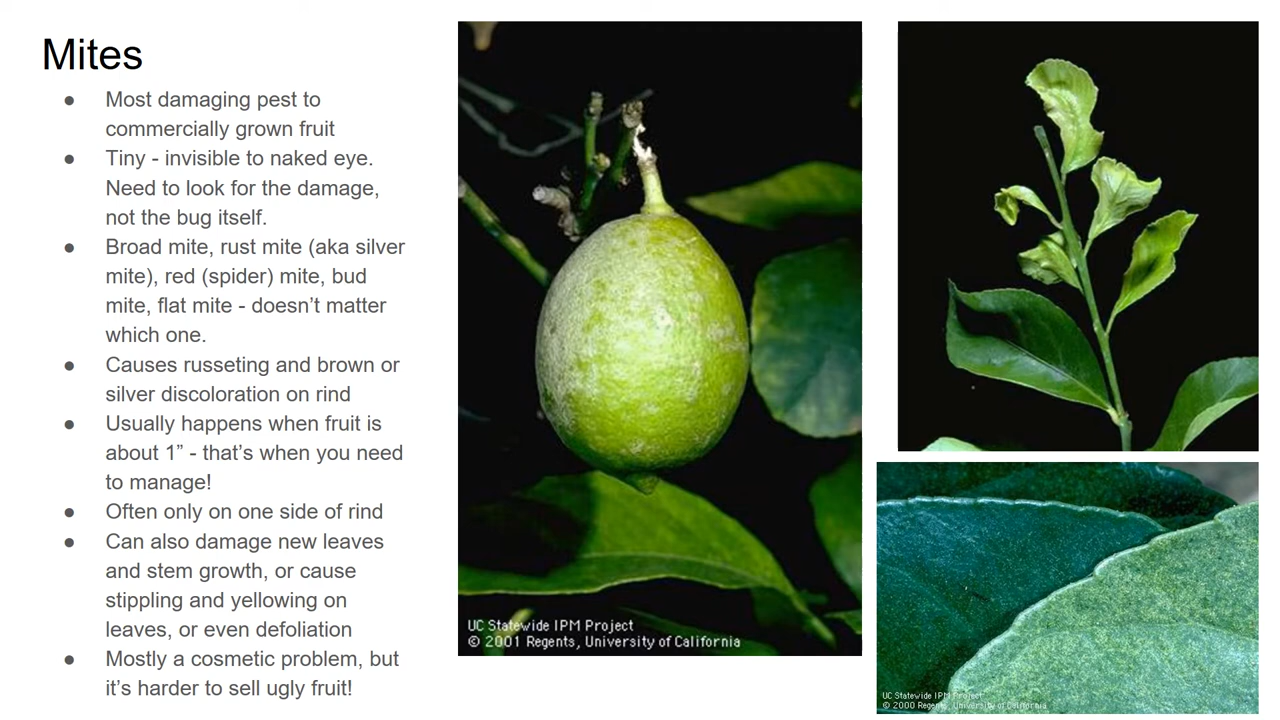 Mites
● Most damaging pest to
commercially grown fruit
● Tiny - invisible to naked eye.
Need to look for the damage,
not the bug itself.
● Broad mite, rust mite (aka silver
mite), red (spider) mite, bud
mite, flat mite - doesn’t matter
which one.
● Causes russeting and brown or
silver discoloration on rind
● Usually happens when fruit is
about 1” - that’s when you need
to manage!
● Often only on one side of rind
● Can also damage new leaves
and stem growth, or cause
stippling and yellowing on
leaves, or even defoliation
● Mostly a cosmetic problem, but
it’s harder to sell ugly fruit!
UC Statewide IPM Project
© 2001 Regents, University of California
UC Statewide IPM Project
© 2000 Regents, University of California